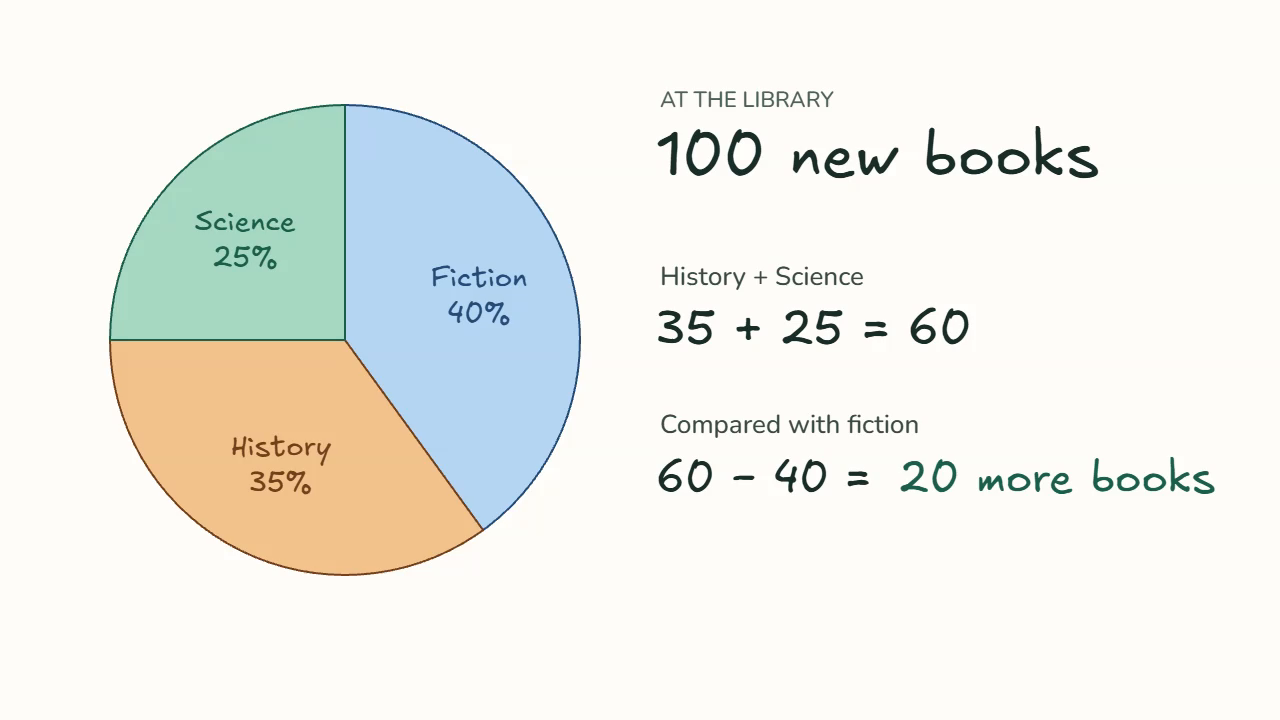 Science
25%
Fiction
40%
History
35%
AT THE LIBRARY
100 new books
History + Science
35 + 25 = 60
Compared with fiction
60 – 40 = 20 more books